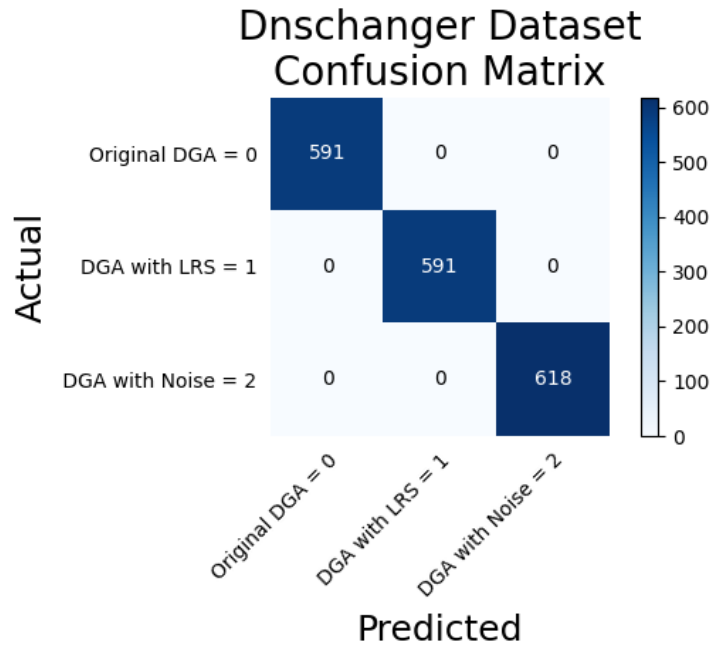 Dnschanger Dataset
Confusion Matrix
Actual
Original DGA = 0
591
0
0
DGA with LRS = 1
0
591
0
DGA with Noise = 2
0
0
618
600
500
400
300
200
100
0
Original DGA = 0
DGA with LRS = 1
DGA with Noise = 2
Predicted